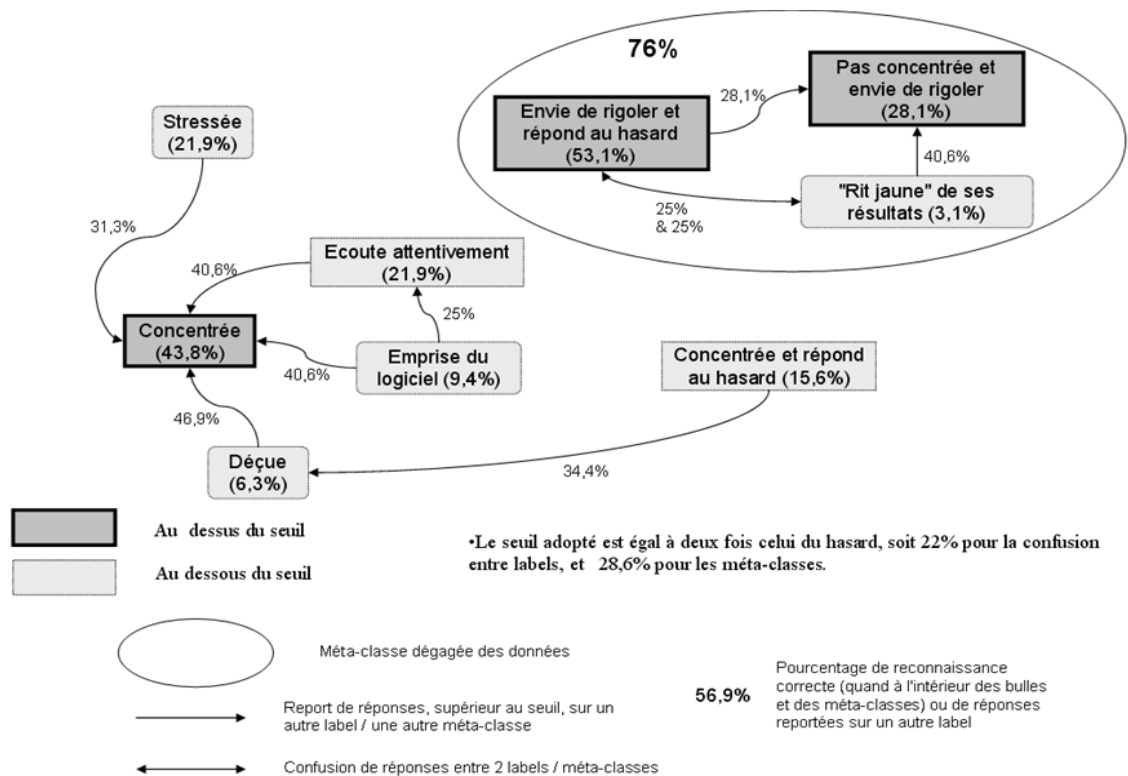 76%
Pas concentrée et
envie de rigoler
(28,1%)
28,1%
Envie de rigoler et
répond au hasard
(53,1%)
40,6%
"Rit jaune" de ses
résultats (3,1%)
25%
& 25%
Stressée
(21,9%)
31,3%
Ecoute attentivement
(21,9%)
40,6%
25%
Concentrée
(43,8%)
Emprise du
logiciel (9,4%)
40,6%
Concentrée et répond
au hasard (15,6%)
46,9%
Déçue
(6,3%)
34,4%
Au dessus du seuil
Au dessous du seuil
•Le seuil adopté est égal à deux fois celui du hasard, soit 22% pour la confusion
entre labels, et 28,6% pour les méta-classes.
Méta-classe dégagée des données
Report de réponses, supérieur au seuil, sur un
autre label / une autre méta-classe
Confusion de réponses entre 2 labels / méta-classes
56,9%
Pourcentage de reconnaissance
correcte (quand à l'intérieur des bulles
et des méta-classes) ou de réponses
reportées sur un autre label